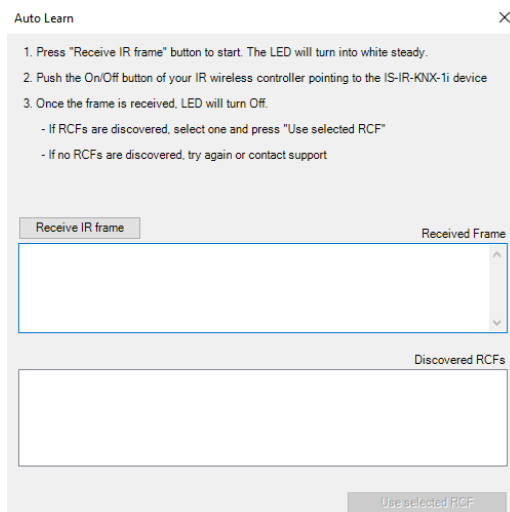 Auto Learn
1. Press "Receive IR frame" button to start. The LED will turn into white steady.
2. Push the On/Off button of your IR wireless controller pointing to the IS-IR-KNX-1i device
3. Once the frame is received, LED will turn Off.
- If RCFs are discovered, select one and press "Use selected RCF"
- If no RCFs are discovered, try again or contact support
Receive IR frame
Received Frame
Discovered RCFs
Use selected RCF